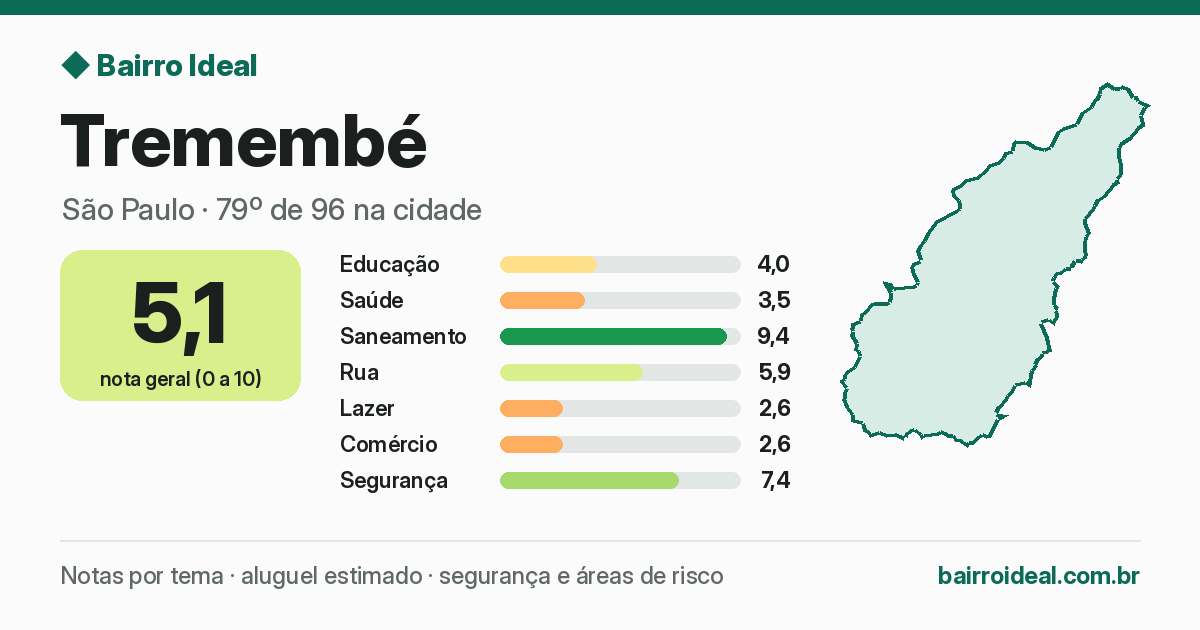 Bairro Ideal
Tremembé
São Paulo · 79º de 96 na cidade
5,1
nota geral (0 a 10)
Educação 4,0
Saúde 3,5
Saneamento 9,4
Rua 5,9
Lazer 2,6
Comércio 2,6
Segurança 7,4
Notas por tema · aluguel estimado · segurança e áreas de risco
bairroideal.com.br